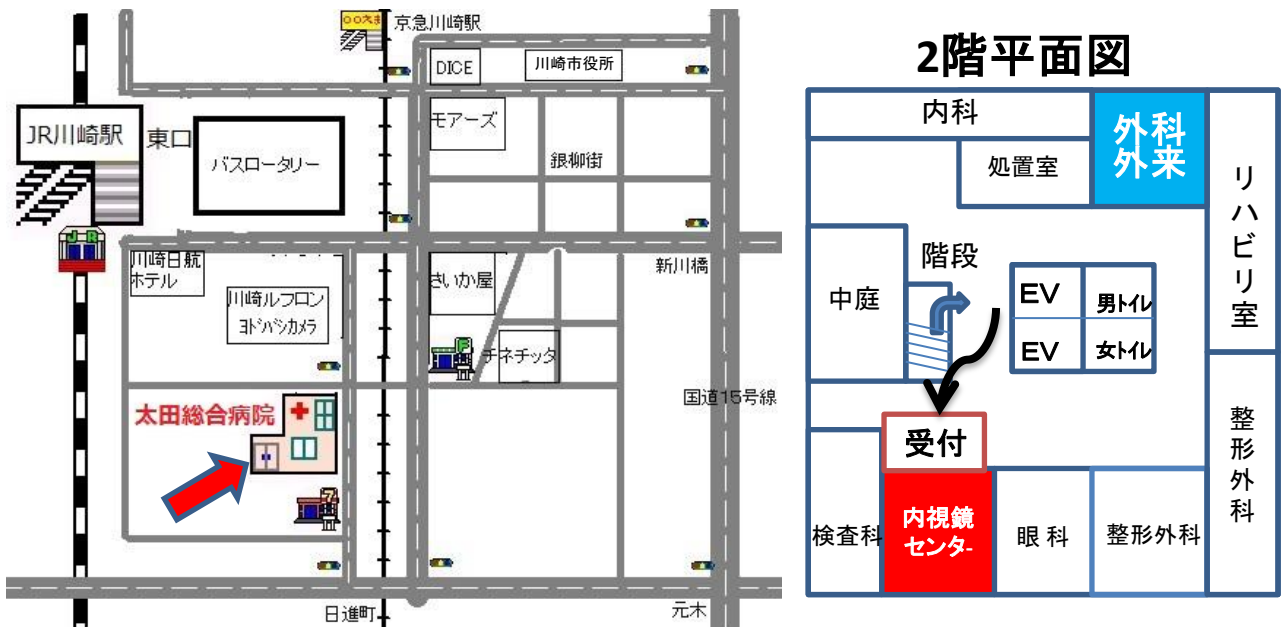 京急川崎駅
DICE
川崎市役所
JR川崎駅
東口
バスロータリー
モアーズ
銀柳街
JR
川崎日航
ホテル
川崎ルフロン
ヨドバシカメラ
さいか屋
新川橋
F
チネチッタ
国道15号線
太田総合病院
7
日進町
元木
2階平面図
内科
外科
外来
処置室
リハビリ室
中庭
階段
EV
男トイレ
EV
女トイレ
受付
整形外科
検査科
内視鏡
センタ-
眼科
整形外科